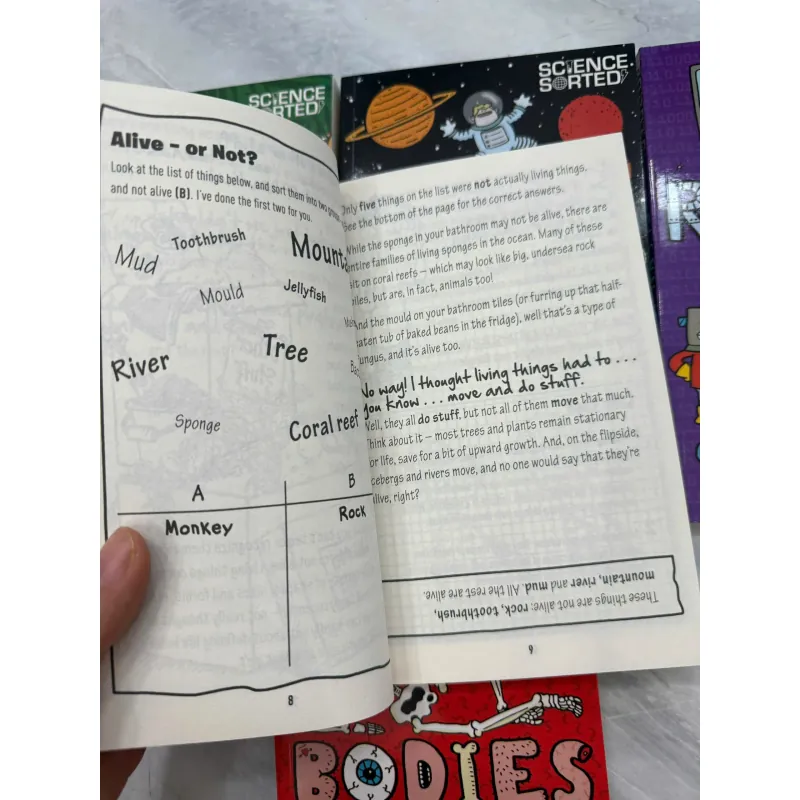 SCIENCE
SORTED
SCIENCE
SORTED
Alive – or Not?
Look at the list of things below, and sort them into two
and not alive (B). I've done the first two for you.
Toothbrush
Mud
Mould
Jellyfish
River
Tree
Sponge
Coral reef
A
B
Monkey
Rock
8
Only five things on the list were not actually living things.
See the bottom of the page for the correct answers.
While the sponge in your bathroom may not be alive, there are
entire families of living sponges in the ocean. Many of these
sit on coral reefs – which may look like big, undersea rock
piles, but are, in fact, animals too!
And the mould on your bathroom tiles (or furring up that half-
eaten tub of baked beans in the fridge), well that's a type of
fungus, and it's alive too.
No way! I thought living things had to ...
you know ... move and do stuff.
Well, they all do stuff, but not all of them move that much.
Think about it – most trees and plants remain stationary
for life, save for a bit of upward growth. And, on the flipside,
icebergs and rivers move, and no one would say that they're
alive, right?
These things are not alive: rock, toothbrush,
mountain, river and mud. All the rest are alive.
9
BODIES